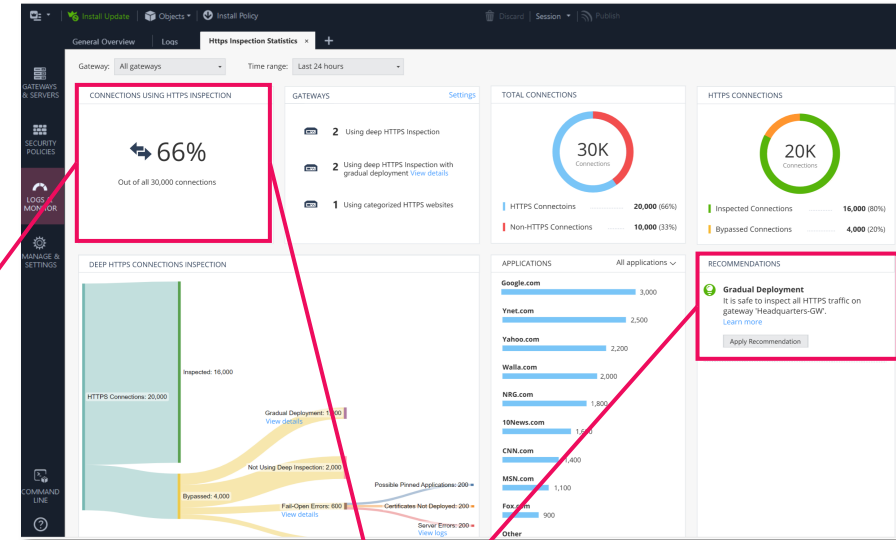 Install Update
Objects
Install Policy
Discard
Session
Publish
General Overview
Logs
Https Inspection Statistics ×
+
Gateway:
All gateways
Time range:
Last 24 hours
GATEWAYS
& SERVERS
SECURITY
POLICIES
LOGS &
MONITOR
MANAGE &
SETTINGS
COMMAND
LINE
?
CONNECTIONS USING HTTPS INSPECTION
66%
Out of all 30,000 connections
GATEWAYS
Settings
2 Using deep HTTPS Inspection
2 Using deep HTTPS Inspection with
gradual deployment View details
1 Using categorized HTTPS websites
TOTAL CONNECTIONS
30K
Connections
HTTPS Connectoins 20,000 (66%)
Non-HTTPS Connections 10,000 (33%)
HTTPS CONNECTIONS
20K
Connections
Inspected Connections 16,000 (80%)
Bypassed Connections 4,000 (20%)
DEEP HTTPS CONNECTIONS INSPECTION
Inspected: 16,000
HTTPS Connections: 20,000
Gradual Deployment:
View details
Not Using Deep Inspection: 2,000
Possible Pinned Applications: 200
Bypassed: 4,000
Fail-Open Errors: 600
View details
Certificates Not Deployed: 200
Server Errors: 200
View logs
APPLICATIONS
All applications
Google.com
3,000
Ynet.com
2,500
Yahoo.com
2,200
Walla.com
2,000
NRG.com
1,800
10News.com
CNN.com
1,400
MSN.com
1,100
Fox.com
900
Other
RECOMMENDATIONS
Gradual Deployment
It is safe to inspect all HTTPS traffic on
gateway 'Headquarters-GW'.
Learn more
Apply Recommendation